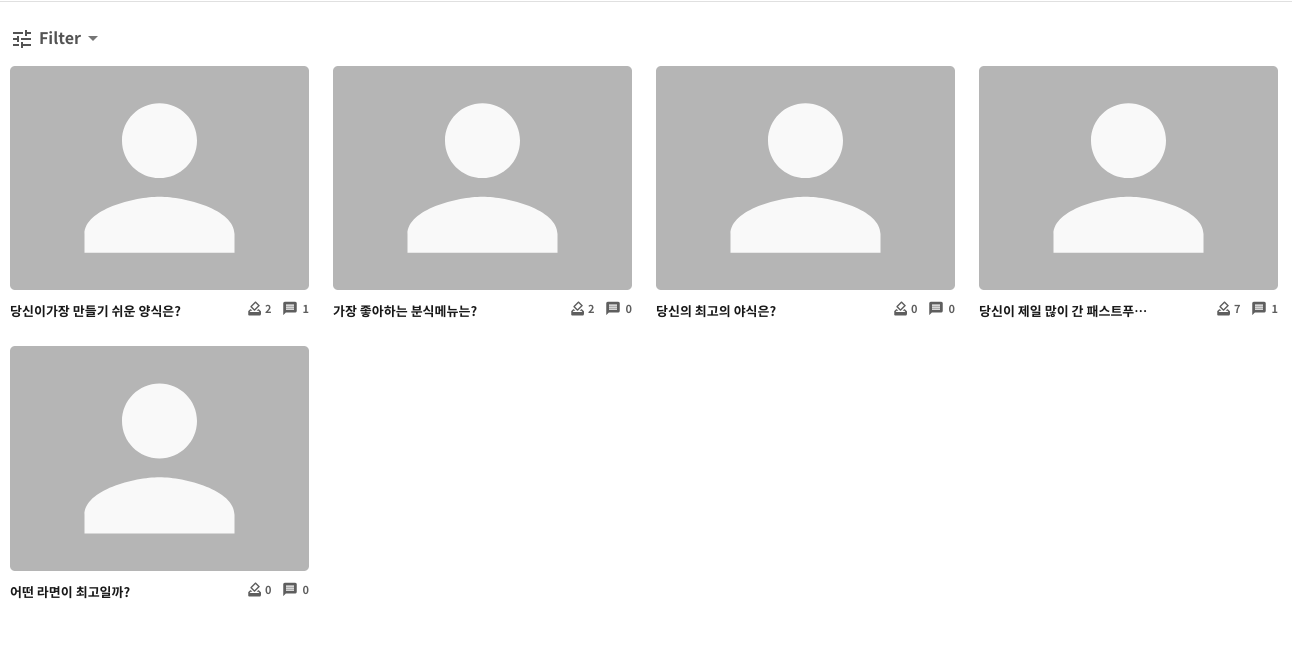 Filter
당신이가장 만들기 쉬운 양식은? 2 1
가장 좋아하는 분식메뉴는? 2 0
당신의 최고의 야식은? 0 0
당신이 제일 많이 간 패스트푸… 7 1
어떤 라면이 최고일까? 0 0